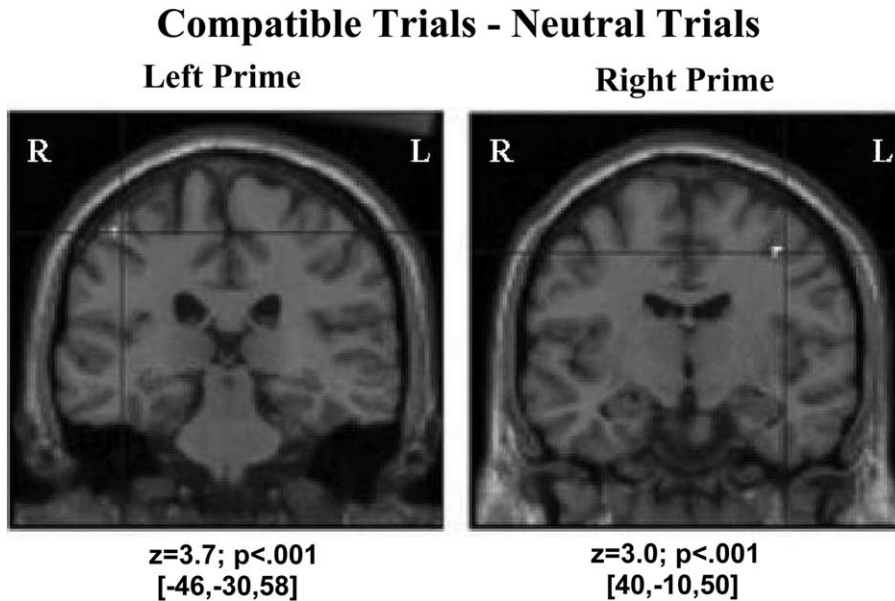 Compatible Trials - Neutral Trials
Left Prime
Right Prime
R
L
R
L
z=3.7; p<.001
[-46,-30,58]
z=3.0; p<.001
[40,-10,50]